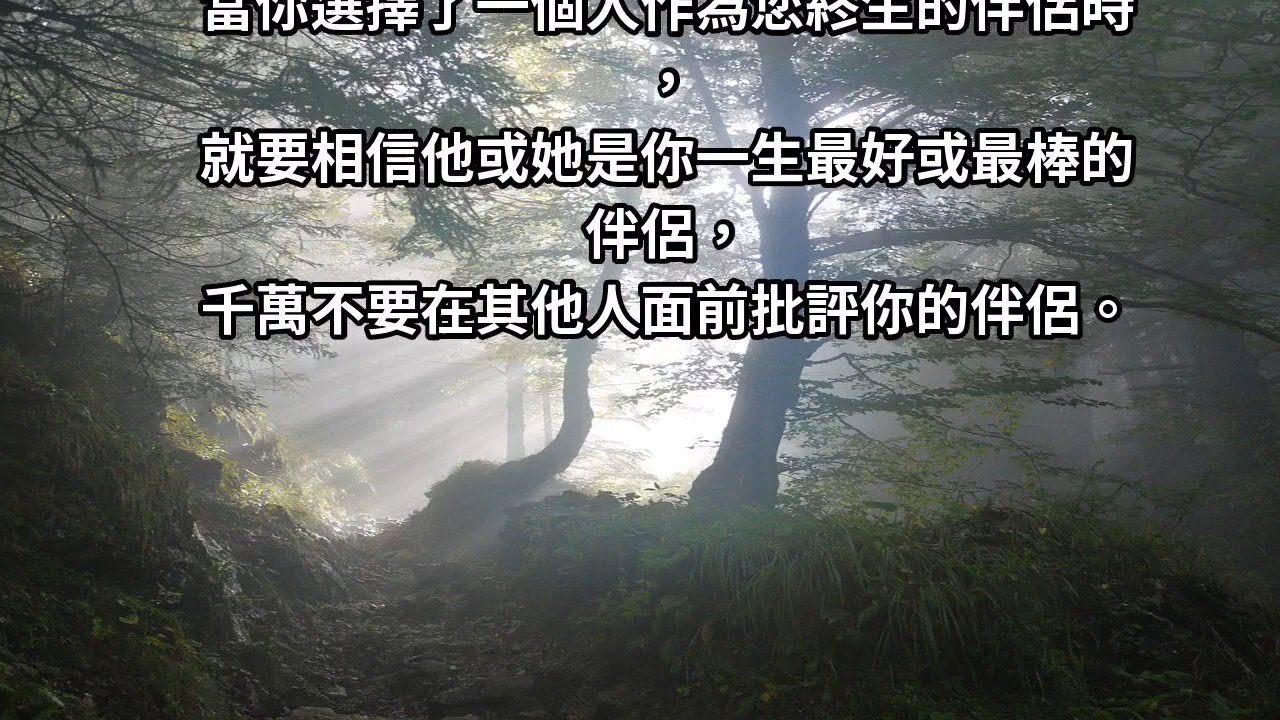 當你選擇了一個人作為您終生的伴侶時
，
就要相信他或她是你一生最好或最棒的
伴侶，
千萬不要在其他人面前批評你的伴侶。